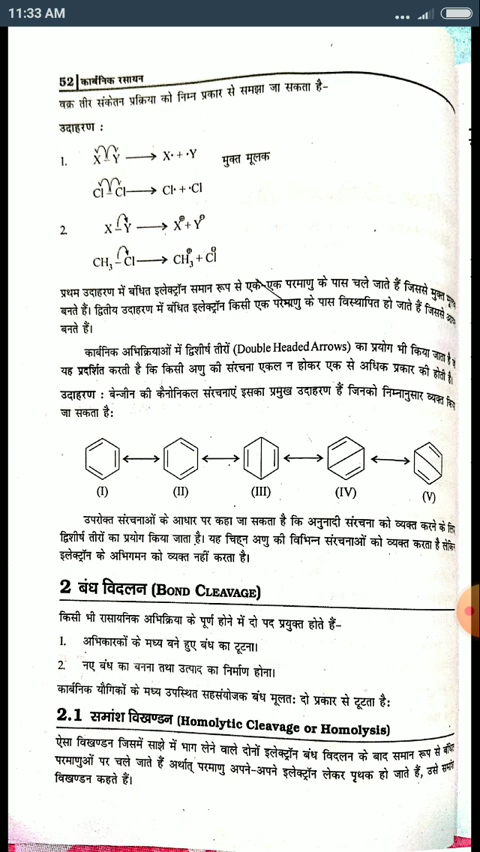 11:33 AM
52 कार्बनिक रसायन
वक्र तीर संकेतन प्रक्रिया को निम्न प्रकार से समझा जा सकता है–
उदाहरण :
1. X–Y ⟶ X• + •Y मुक्त मूलक
Cl–Cl ⟶ Cl• + •Cl
2. X–Y ⟶
CH₃–Cl ⟶
प्रथम उदाहरण में बंधित इलेक्ट्रॉन समान रूप से एक-एक परमाणु के पास चले जाते हैं जिससे मुक्त
बनते हैं। द्वितीय उदाहरण में बंधित इलेक्ट्रॉन किसी एक परमाणु के पास विस्थापित हो जाते हैं जिससे
बनते हैं।
कार्बनिक अभिक्रियाओं में द्विशीर्ष तीरों (Double Headed Arrows) का प्रयोग भी किया जाता है
यह प्रदर्शित करती है कि किसी अणु की संरचना एकल न होकर एक से अधिक प्रकार की होती है।
उदाहरण : बेन्जीन की कैनोनिकल संरचनाएं इसका प्रमुख उदाहरण हैं जिनको निम्नानुसार व्यक्त
जा सकता है:
(I) (II) (III) (IV) (V)
उपरोक्त संरचनाओं के आधार पर कहा जा सकता है कि अनुनादी संरचना को व्यक्त करने के लिए
द्विशीर्ष तीरों का प्रयोग किया जाता है। यह चिह्न अणु की विभिन्न संरचनाओं को व्यक्त करता है लेकिन
इलेक्ट्रॉन के अभिगमन को व्यक्त नहीं करता है।
2 बंध विदलन (BOND CLEAVAGE)
किसी भी रासायनिक अभिक्रिया के पूर्ण होने में दो पद प्रयुक्त होते हैं–
1. अभिकारकों के मध्य बने हुए बंध का टूटना।
2. नए बंध का बनना तथा उत्पाद का निर्माण होना।
कार्बनिक यौगिकों के मध्य उपस्थित सहसंयोजक बंध मूलत: दो प्रकार से टूटता है:
2.1 समांश विखण्डन (Homolytic Cleavage or Homolysis)
ऐसा विखण्डन जिसमें साझे में भाग लेने वाले दोनों इलेक्ट्रॉन बंध विदलन के बाद समान रूप से
परमाणुओं पर चले जाते हैं अर्थात् परमाणु अपने-अपने इलेक्ट्रॉन लेकर पृथक हो जाते हैं, उसे
विखण्डन कहते हैं।